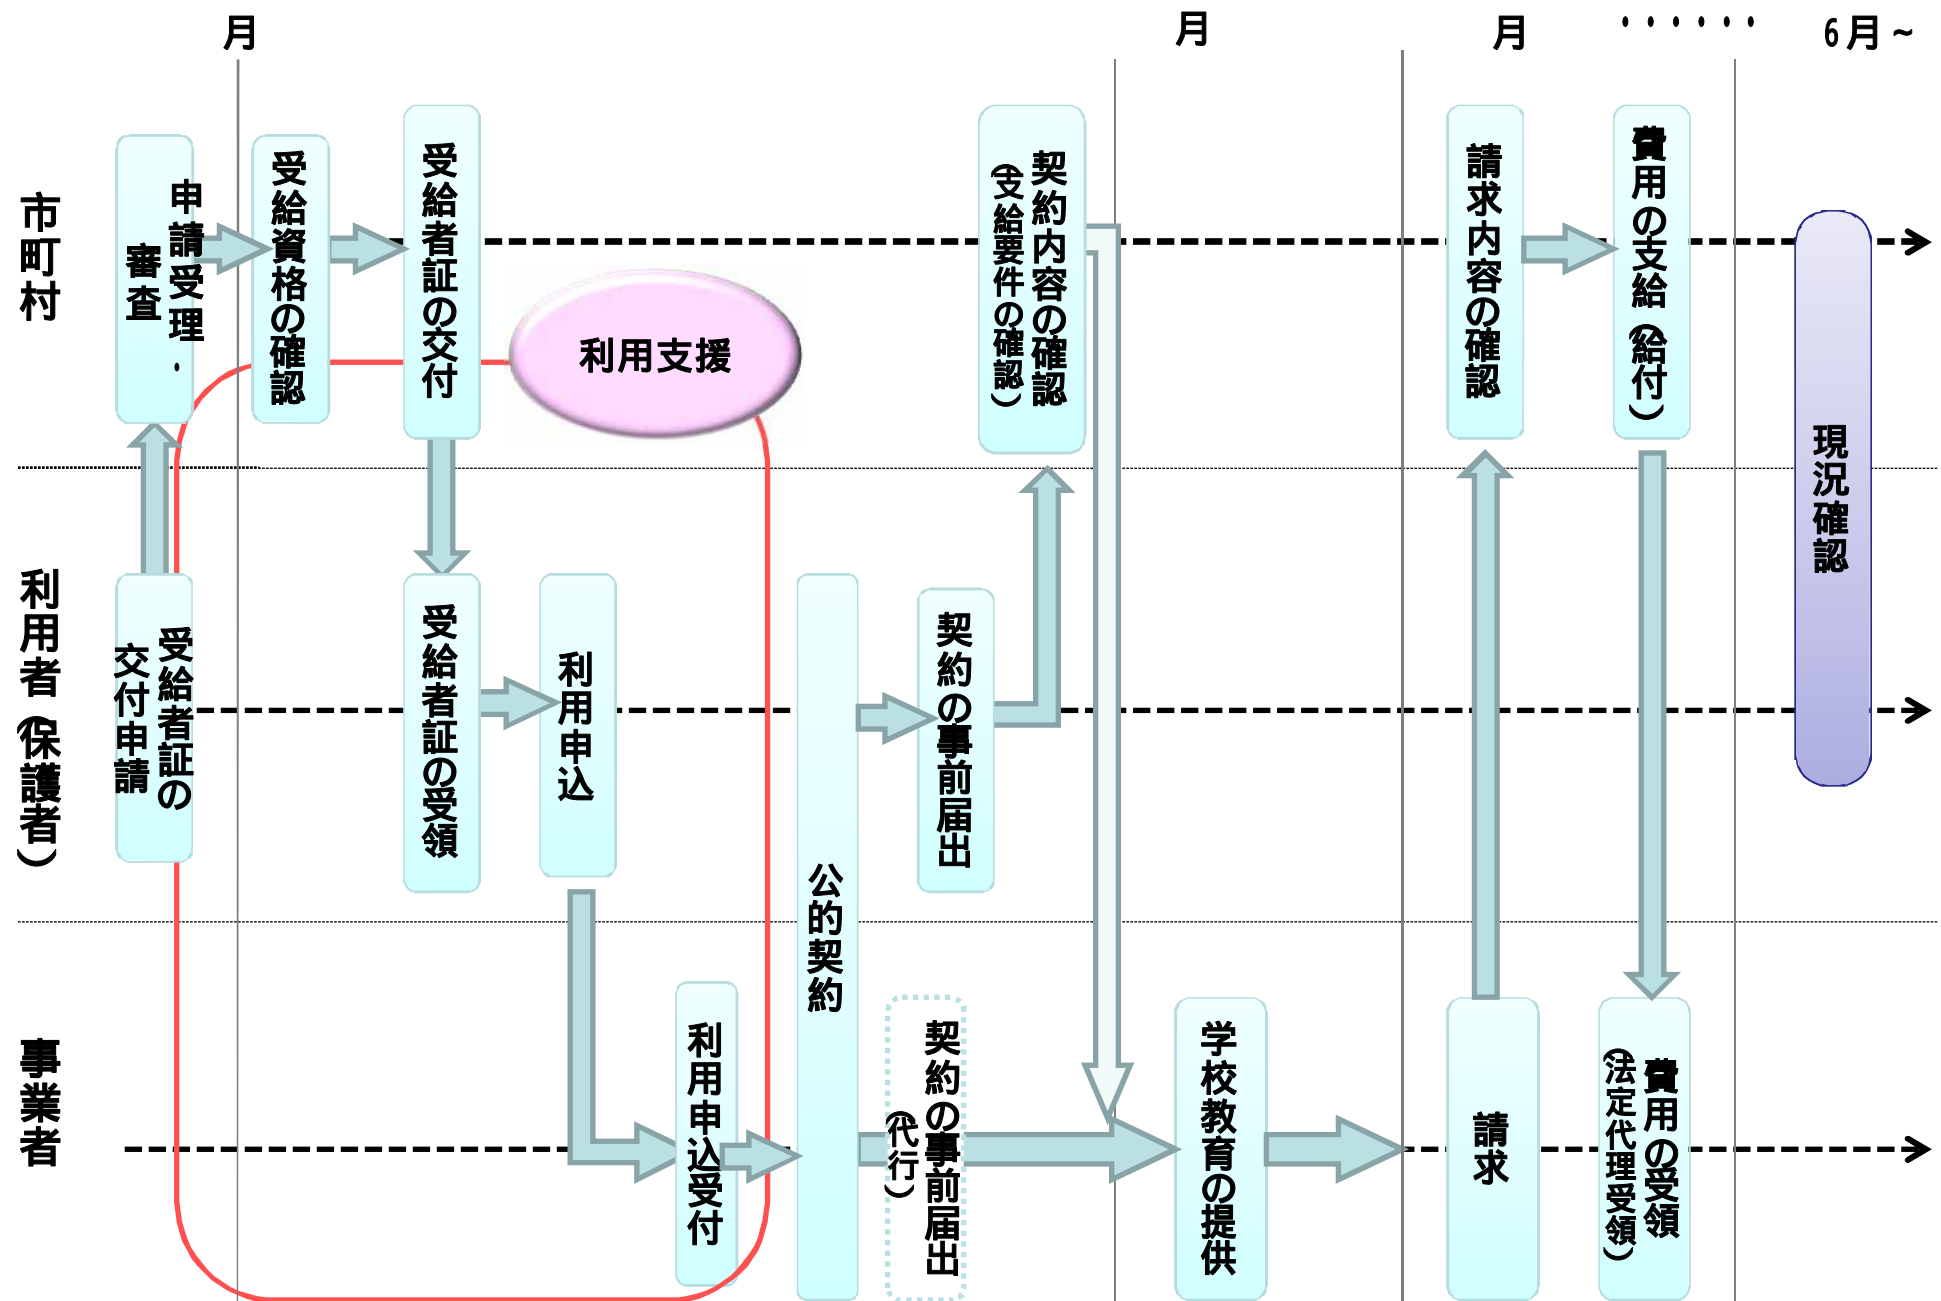 月
月
月
・・・・・・
6月~
市町村
申請受理・
審査
受給資格の確認
受給者証の交付
利用支援
契約内容の確認
(支給要件の確認)
請求内容の確認
費用の支給(給付)
現況確認
利用者(保護者)
受給者証の
交付申請
受給者証の受領
利用申込
公的契約
契約の事前届出
事業者
利用申込受付
契約の事前届出
(代行)
学校教育の提供
請求
費用の受領
(法定代理受領)